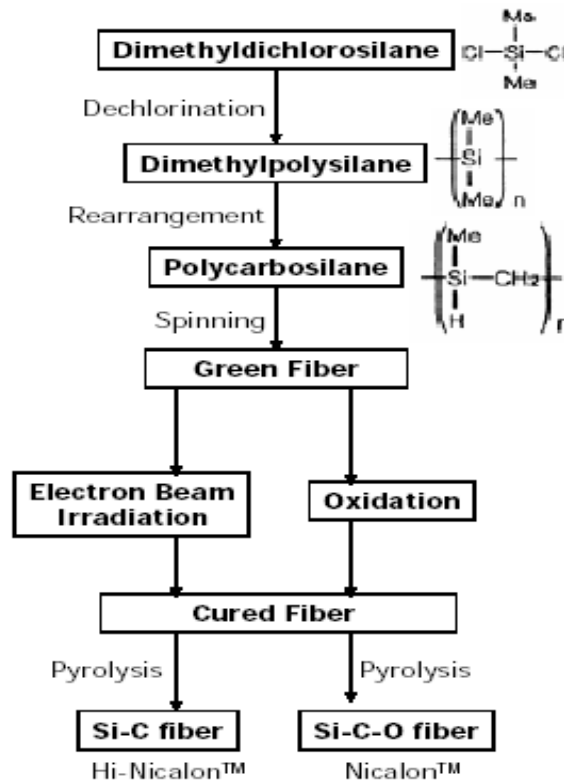 Dimethyldichlorosilane
Me
Cl—Si—Cl
Me
Dechlorination
Dimethylpolysilane
Me
Si
Me
n
Rearrangement
Polycarbosilane
Me
Si—CH2
H
n
Spinning
Green Fiber
Electron Beam
Irradiation
Oxidation
Cured Fiber
Pyrolysis
Pyrolysis
Si-C fiber
Si-C-O fiber
Hi-Nicalon™
Nicalon™